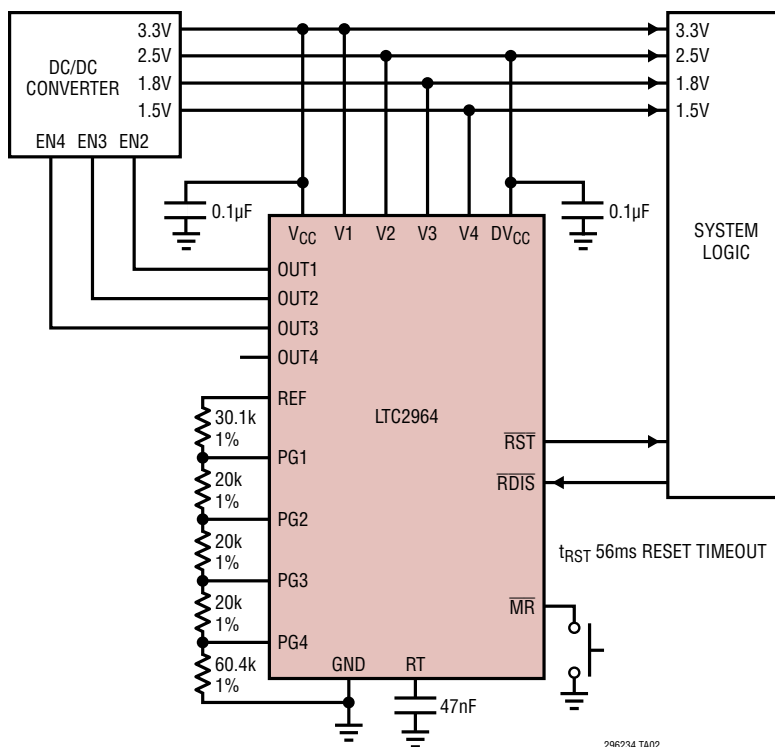 DC/DC
CONVERTER
3.3V
2.5V
1.8V
1.5V
EN4 EN3 EN2
3.3V
2.5V
1.8V
1.5V
SYSTEM
LOGIC
0.1µF
0.1µF
VCC V1 V2 V3 V4 DVCC
OUT1
OUT2
OUT3
OUT4
REF
PG1
PG2
PG3
PG4
GND RT
LTC2964
RST
RDIS
MR
30.1k
1%
20k
1%
20k
1%
20k
1%
60.4k
1%
47nF
tRST 56ms RESET TIMEOUT
296234 TA02